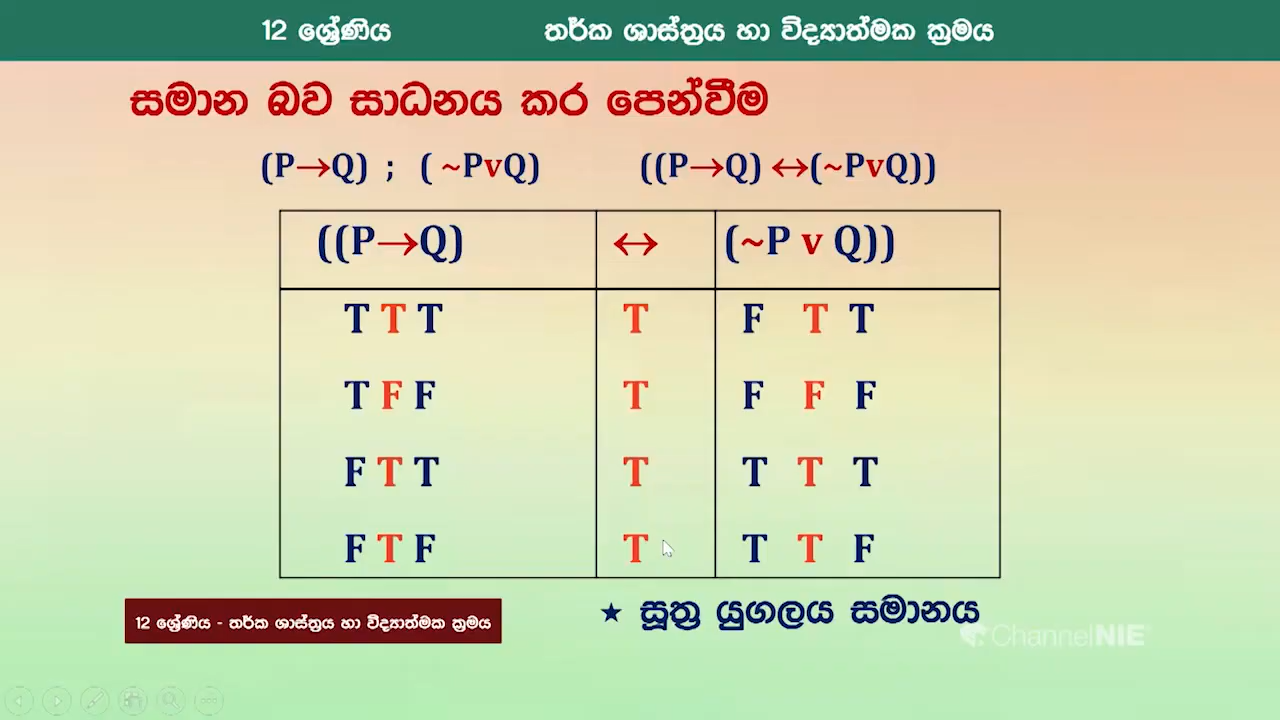 12 ශ්‍රේණිය තර්ක ශාස්ත්‍රය හා විද්‍යාත්මක ක්‍රමය
සමාන බව සාධනය කර පෙන්වීම
(P→Q) ; ( ~PvQ) ((P→Q) ↔(~PvQ))
((P→Q) ↔ (~P v Q))
T T T T F T T
T F F T F F F
F T T T T T T
F T F T T T F
★ සූත්‍ර යුගලය සමානය
12 ශ්‍රේණිය - තර්ක ශාස්ත්‍රය හා විද්‍යාත්මක ක්‍රමය
ChannelNIE